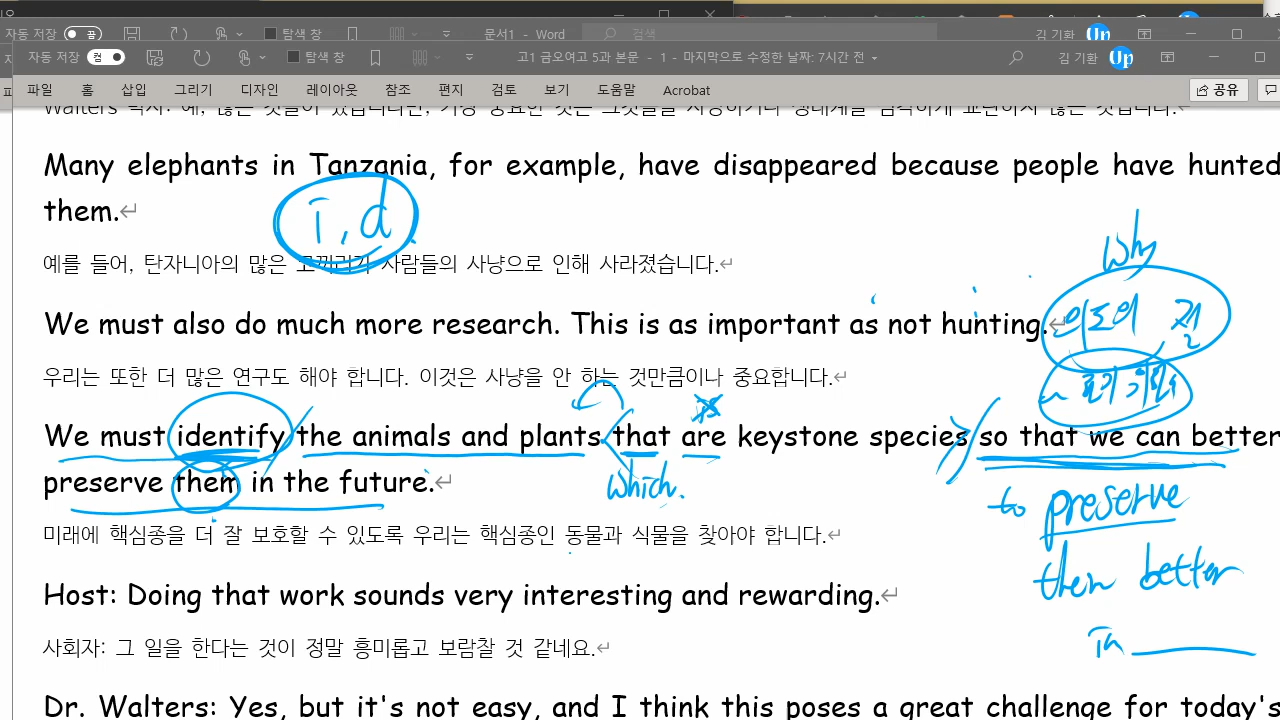 자동 저장 끔 탐색 창 문서1 - Word 검색 김 기환 Up
자동 저장 켬 탐색 창 고1 금오여고 5과 본문 - 1 - 마지막으로 수정한 날짜: 7시간 전 김 기환 Up
파일 홈 삽입 그리기 디자인 레이아웃 참조 편지 검토 보기 도움말 Acrobat 공유
Many elephants in Tanzania, for example, have disappeared because people have hunted
them.
I, d
예를 들어, 탄자니아의 많은 코끼리가 사람들의 사냥으로 인해 사라졌습니다.
why
We must also do much more research. This is as important as not hunting.
의도의 절
우리는 또한 더 많은 연구도 해야 합니다. 이것은 사냥을 안 하는 것만큼이나 중요합니다.
is
We must identify the animals and plants that are keystone species so that we can better
which.
preserve them in the future.
to preserve
미래에 핵심종을 더 잘 보호할 수 있도록 우리는 핵심종인 동물과 식물을 찾아야 합니다.
them better
Host: Doing that work sounds very interesting and rewarding.
사회자: 그 일을 한다는 것이 정말 흥미롭고 보람찰 것 같네요.
In
Dr. Walters: Yes, but it's not easy, and I think this poses a great challenge for today's